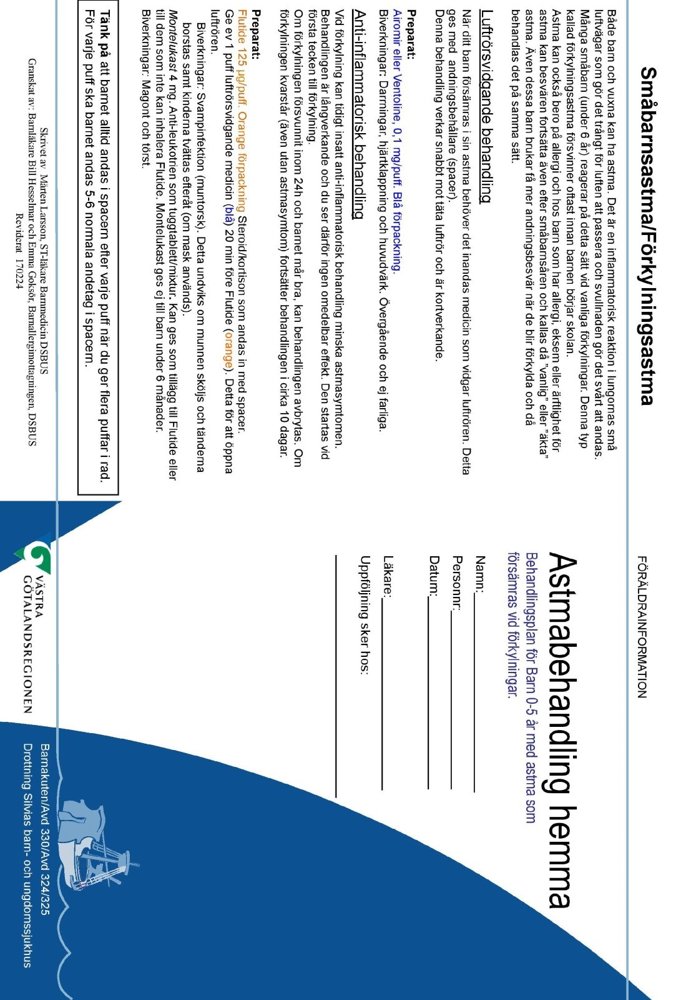 Småbarnsastma/Förkylningsastma
Både barn och vuxna kan ha astma. Det är en inflammatorisk reaktion i lungornas små
luftvägar som gör det trångt för luften att passera och svullnaden gör det svårt att andas.
Många småbarn (under 6 år) reagerar på detta sätt vid vanliga förkylningar. Denna typ
kallad förkylningsastma försvinner oftast innan barnen börjar skolan.
Astma kan också bero på allergi och hos barn som har allergi, eksem eller ärftlighet för
astma kan besvären fortsätta även efter småbarnsåren och kallas då ”vanlig” eller ”äkta”
astma. Även dessa barn brukar få mer andningsbesvär när de blir förkylda och då
behandlas det på samma sätt.
Luftrörsvidgande behandling
När ditt barn försämras i sin astma behöver det inandas medicin som vidgar luftrören. Detta
ges med  andningsbehållare (spacer).
Denna behandling verkar snabbt mot täta luftrör och är kortverkande.
Preparat:
Airomir eller Ventoline, 0,1 mg/puff. Blå förpackning.
Biverkningar: Darrningar, hjärtklappning och huvudvärk. Övergående och ej farliga.
Anti-inflammatorisk behandling
Vid förkylning kan tidigt insatt anti-inflammatorisk behandling minska astmasymtomen.
Behandlingen är långverkande och du ser därför ingen omedelbar effekt. Den startas vid
första tecken till förkylning.
Om förkylningen försvunnit inom 24h och barnet mår bra, kan behandlingen avbrytas. Om
förkylningen kvarstår (även utan astmasymtom) fortsätter behandlingen i cirka 10 dagar.
Preparat:
Flutide 125 µg/puff. Orange förpackning Steroid/kortison som andas in med spacer.
Ge ev 1 puff luftrörsvidgande medicin (blå) 20 min före Flutide (orange). Detta för att öppna
luftrören.
Biverkningar: Svampinfektion (muntorsk). Detta undviks om munnen sköljs och tänderna
borstas samt kinderna tvättas efteråt (om mask används).
Montelukast 4 mg. Anti-leukotrien som tuggtablett/mixtur. Kan ges som tillägg till Flutide eller
till dem som inte kan inhalera Flutide. Montelukast ges ej till barn under 6 månader.
Biverkningar: Magont och törst.
Tänk på att barnet alltid andas i spacern efter varje puff när du ger flera puffar i rad.
För varje puff ska barnet andas 5-6 normala andetag i spacern.
Skrivet av  Mårten Larsson, ST-läkare Barnmedicin DSBUS
Granskat av: Barnläkare Bill Hesselmar och Emma Goksör, Barnallergimottagningen, DSBUS
Reviderat  170224
FÖRÄLDRAINFORMATION
Astmabehandling hemma
Behandlingsplan för Barn 0-5 år med astma som
försämras vid förkylningar.
Namn:
Personnr:
Datum:
Läkare:
Uppföljning sker hos:
VÄSTRA
GÖTALANDSREGIONEN
Barnakuten/Avd 330/Avd 324/325
Drottning Silvias barn- och ungdomssjukhus